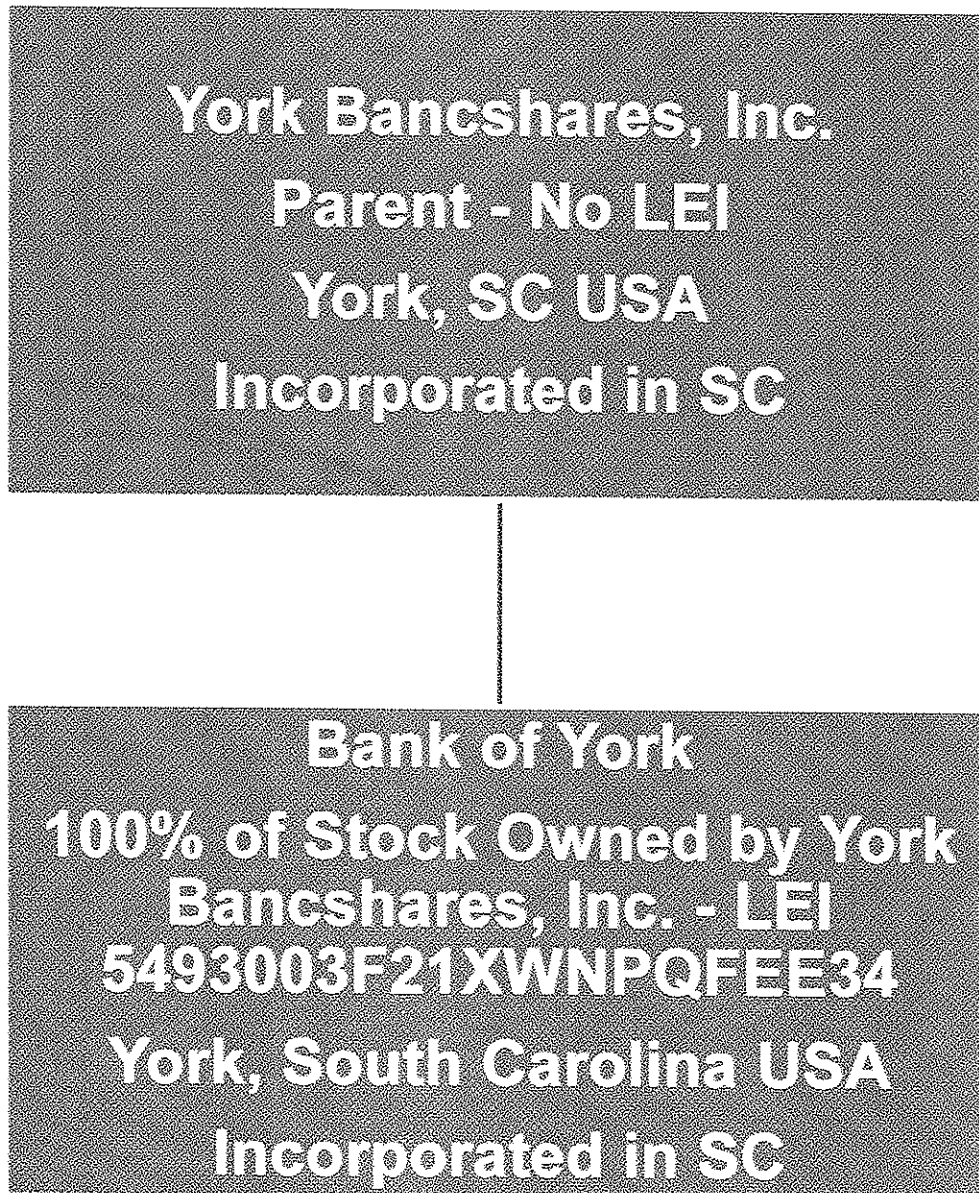 York Bancshares, Inc.
Parent - No LEI
York, SC USA
Incorporated in SC
Bank of York
100% of Stock Owned by York
Bancshares, Inc. - LEI
5493003F21XWNPQFEE34
York, South Carolina USA
Incorporated in SC